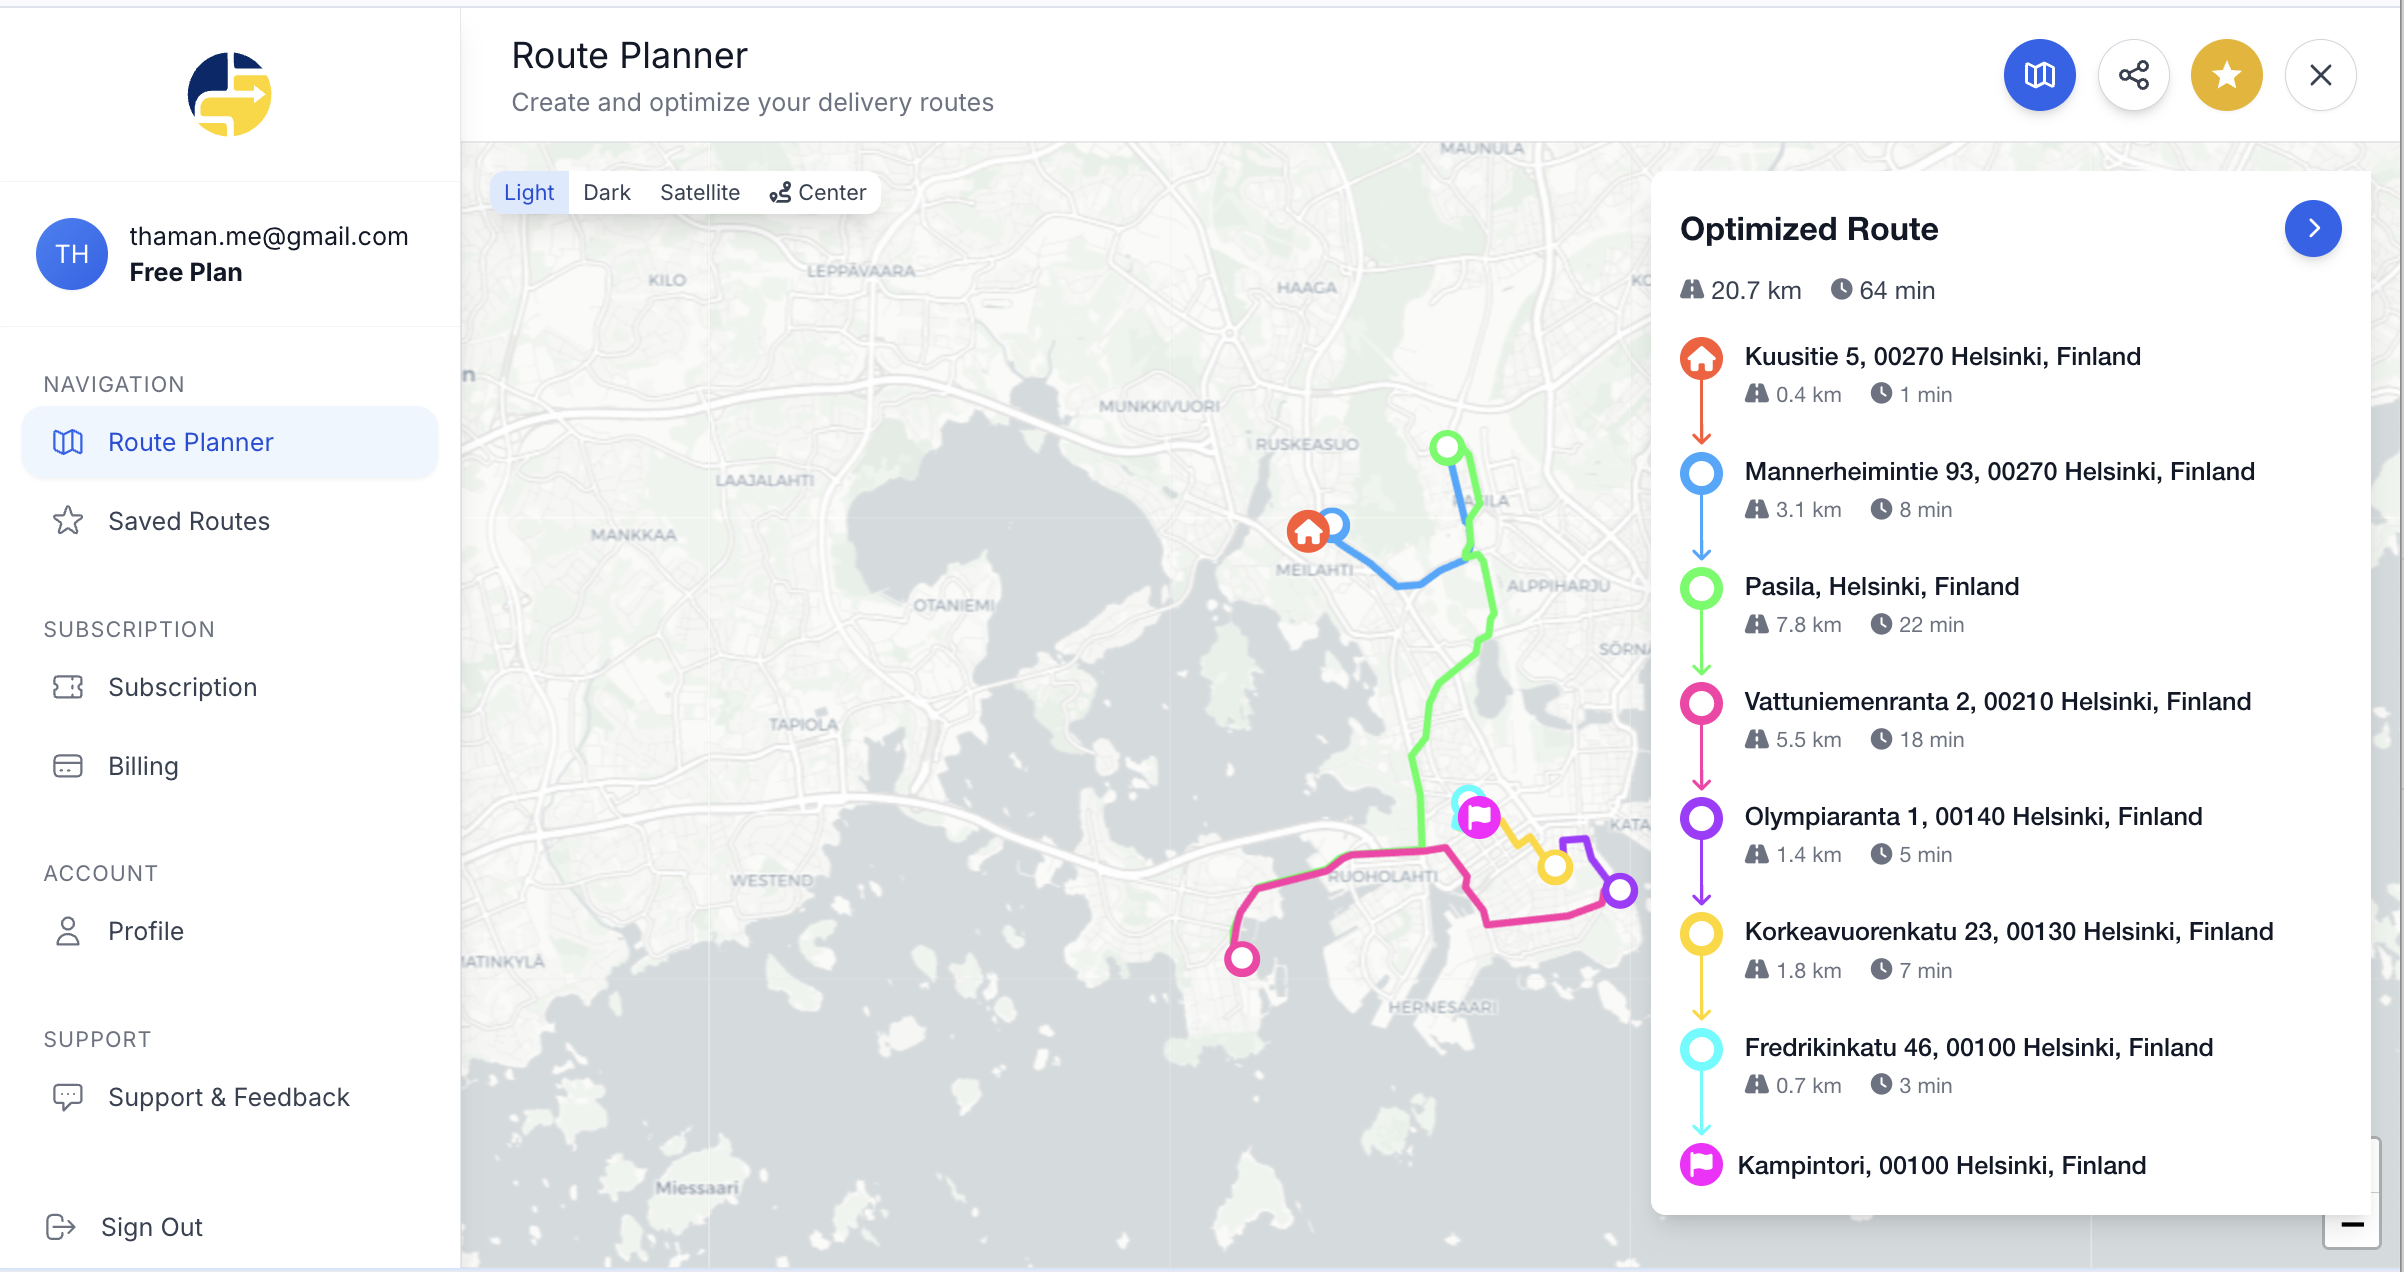 Route Planner
Create and optimize your delivery routes
TH
thaman.me@gmail.com
Free Plan
NAVIGATION
Route Planner
Saved Routes
SUBSCRIPTION
Subscription
Billing
ACCOUNT
Profile
SUPPORT
Support & Feedback
Sign Out
Light Dark Satellite Center
MAUNULA
KILO
LEPPÄVAARA
HAAGA
MUNKKIVUORI
RUSKEASUO
LAAJALAHTI
MANKKAA
MEILAHTI
ALPPIHARJU
OTANIEMI
TAPIOLA
RUOHOLAHTI
WESTEND
HERNESAARI
Miessaari
Optimized Route
20.7 km 64 min
Kuusitie 5, 00270 Helsinki, Finland
0.4 km 1 min
Mannerheimintie 93, 00270 Helsinki, Finland
3.1 km 8 min
Pasila, Helsinki, Finland
7.8 km 22 min
Vattuniemenranta 2, 00210 Helsinki, Finland
5.5 km 18 min
Olympiaranta 1, 00140 Helsinki, Finland
1.4 km 5 min
Korkeavuorenkatu 23, 00130 Helsinki, Finland
1.8 km 7 min
Fredrikinkatu 46, 00100 Helsinki, Finland
0.7 km 3 min
Kampintori, 00100 Helsinki, Finland